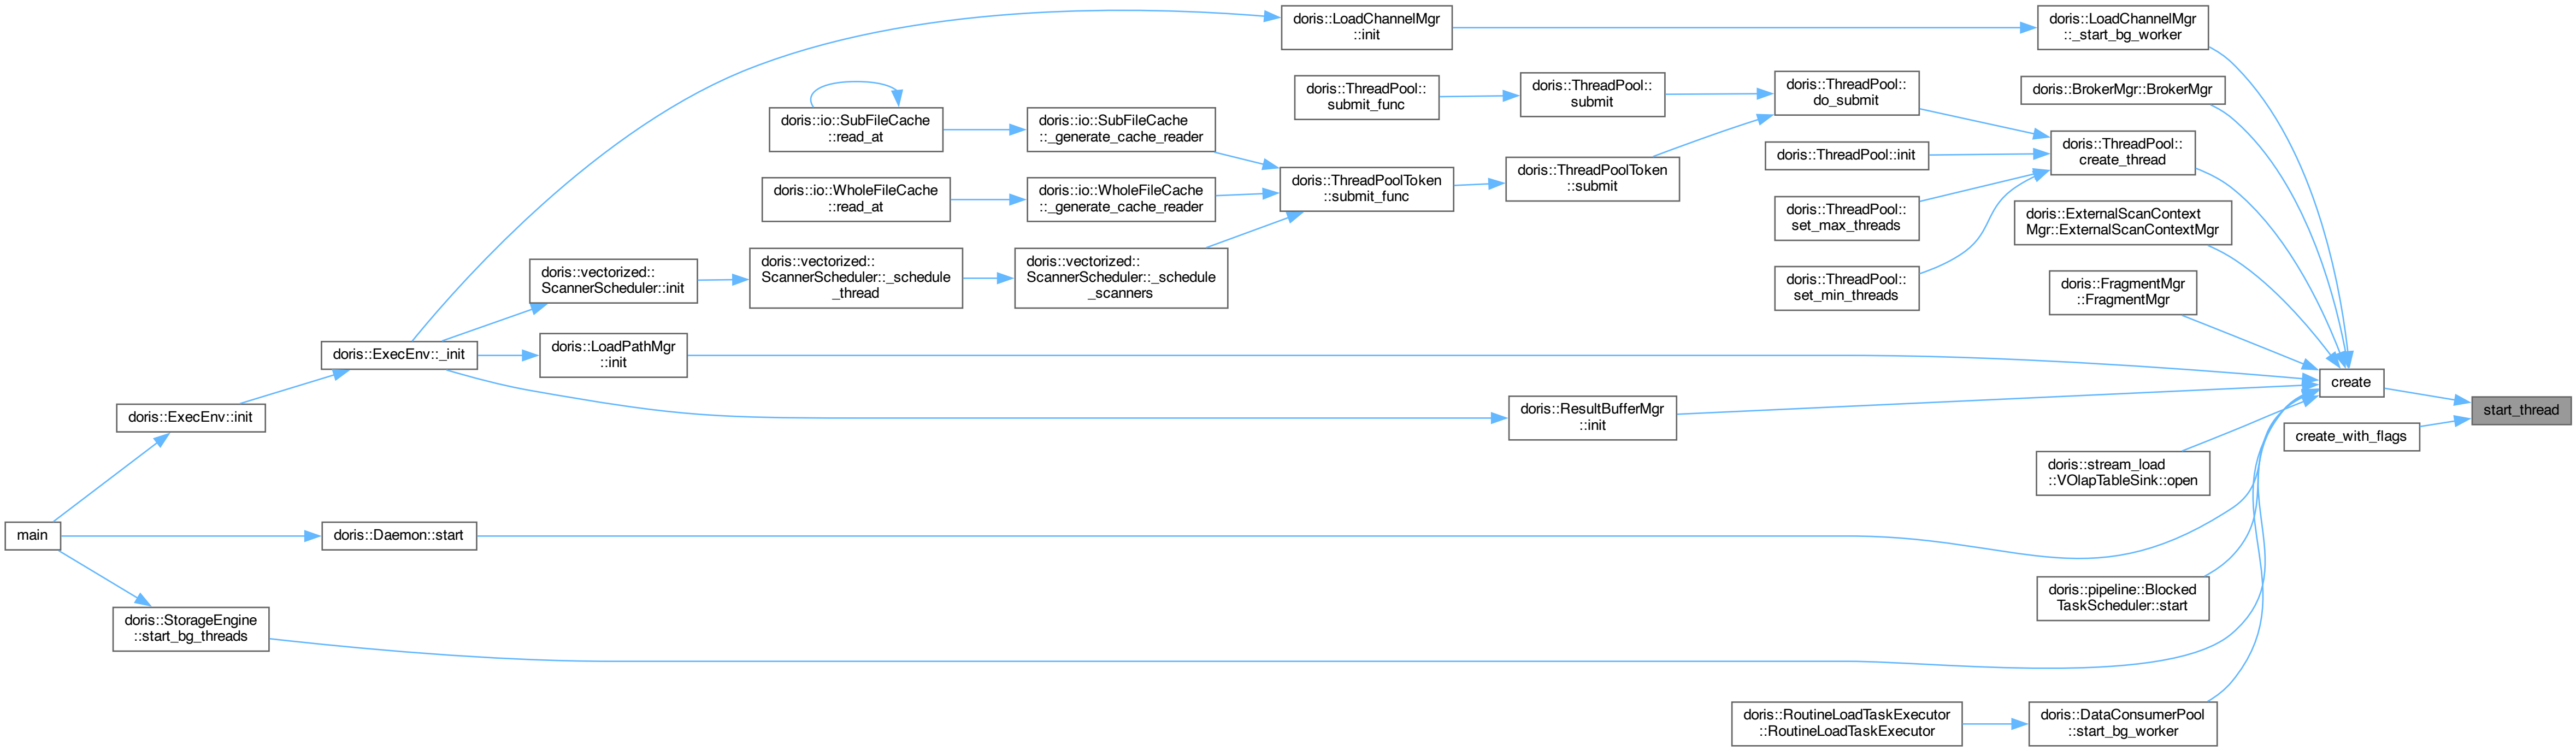 doris::LoadChannelMgr
::init
doris::LoadChannelMgr
::_start_bg_worker
doris::ThreadPool::
submit_func
doris::ThreadPool::
submit
doris::ThreadPool::
do_submit
doris::BrokerMgr::BrokerMgr
doris::io::SubFileCache
::read_at
doris::io::SubFileCache
::_generate_cache_reader
doris::ThreadPool::init
doris::ThreadPool::
create_thread
doris::io::WholeFileCache
::read_at
doris::io::WholeFileCache
::_generate_cache_reader
doris::ThreadPoolToken
::submit_func
doris::ThreadPoolToken
::submit
doris::ThreadPool::
set_max_threads
doris::ExternalScanContext
Mgr::ExternalScanContextMgr
doris::vectorized::
ScannerScheduler::init
doris::vectorized::
ScannerScheduler::_schedule
_thread
doris::vectorized::
ScannerScheduler::_schedule
_scanners
doris::ThreadPool::
set_min_threads
doris::FragmentMgr
::FragmentMgr
doris::ExecEnv::_init
doris::LoadPathMgr
::init
create
doris::ExecEnv::init
doris::ResultBufferMgr
::init
start_thread
create_with_flags
doris::stream_load
::VOlapTableSink::open
main
doris::Daemon::start
doris::pipeline::Blocked
TaskScheduler::start
doris::StorageEngine
::start_bg_threads
doris::RoutineLoadTaskExecutor
::RoutineLoadTaskExecutor
doris::DataConsumerPool
::start_bg_worker